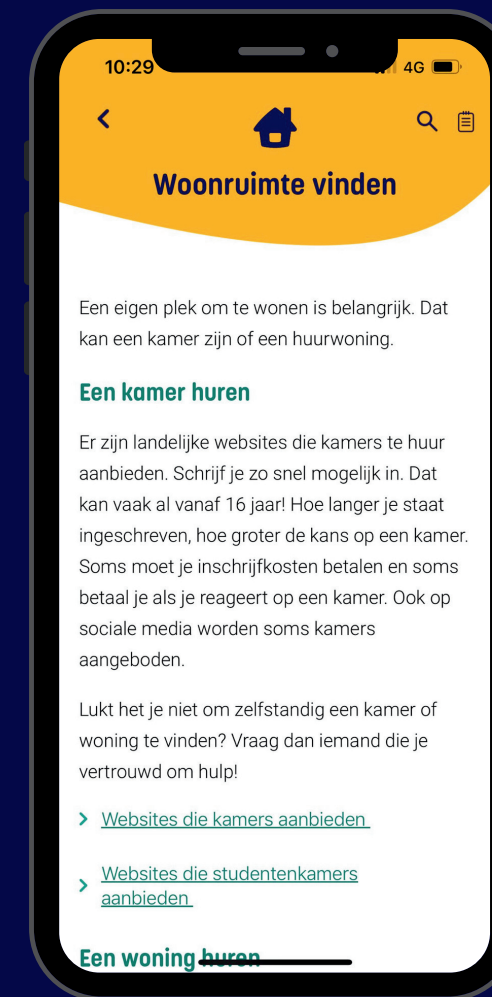 10:29
4G
Woonruimte vinden
Een eigen plek om te wonen is belangrijk. Dat
kan een kamer zijn of een huurwoning.
Een kamer huren
Er zijn landelijke websites die kamers te huur
aanbieden. Schrijf je zo snel mogelijk in. Dat
kan vaak al vanaf 16 jaar! Hoe langer je staat
ingeschreven, hoe groter de kans op een kamer.
Soms moet je inschrijfkosten betalen en soms
betaal je als je reageert op een kamer. Ook op
sociale media worden soms kamers
aangeboden.
Lukt het je niet om zelfstandig een kamer of
woning te vinden? Vraag dan iemand die je
vertrouwd om hulp!
Websites die kamers aanbieden
Websites die studentenkamers
aanbieden
Een woning huren